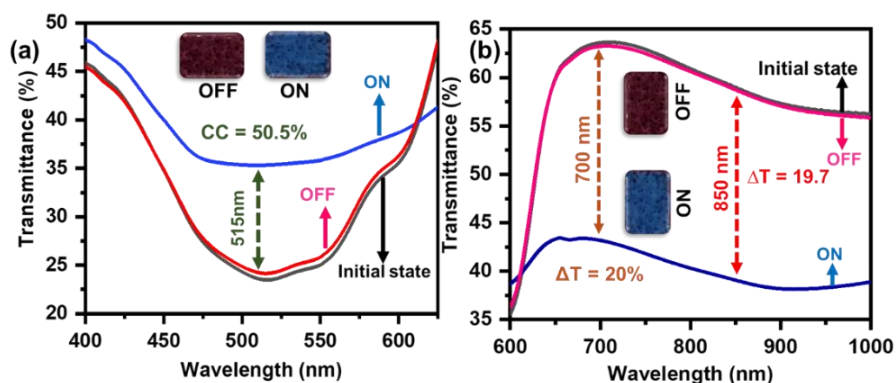 (a)
Transmittance (%)
50
45
40
35
30
25
20
OFF
ON
CC = 50.5%
ON
515nm
OFF
Initial state
400 450 500 550 600
Wavelength (nm)
(b)
Transmittance (%)
65
60
55
50
45
40
35
700 nm
OFF
ON
850 nm
Initial state
OFF
ΔT = 19.7
ΔT = 20%
ON
600 700 800 900 1000
Wavelength (nm)